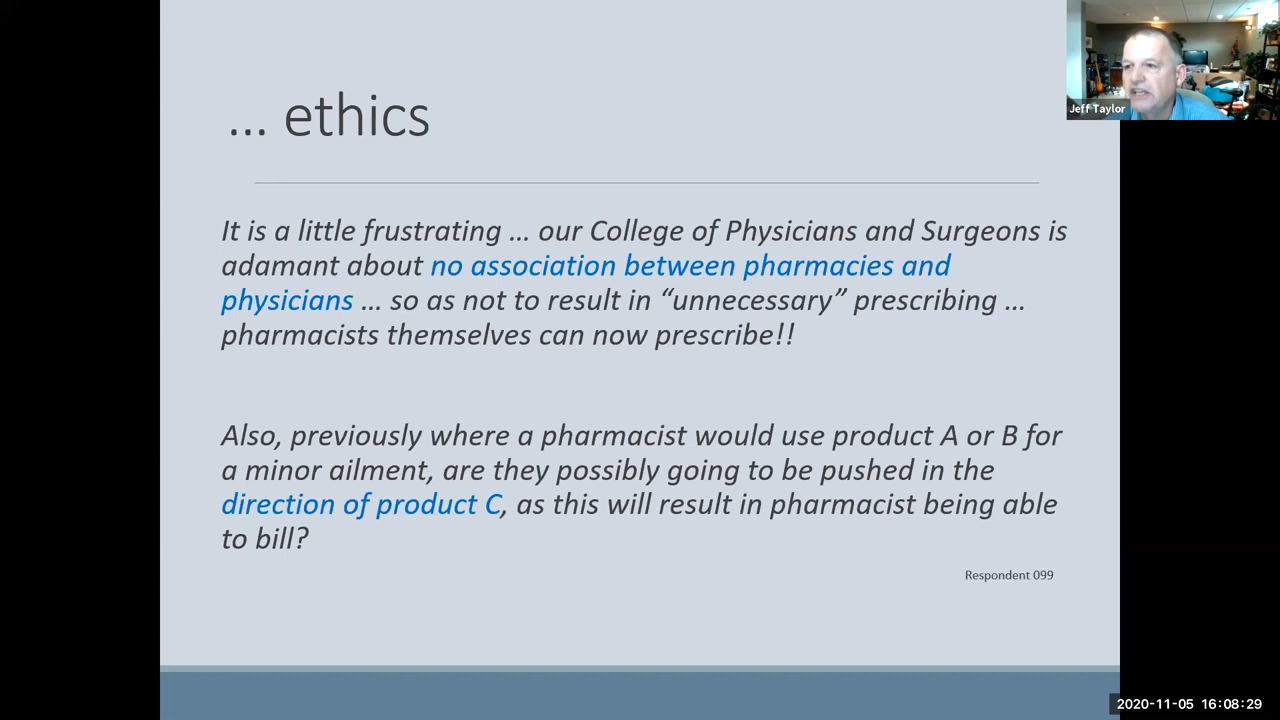 ... ethics
Jeff Taylor
It is a little frustrating ... our College of Physicians and Surgeons is
adamant about no association between pharmacies and
physicians ... so as not to result in “unnecessary” prescribing ...
pharmacists themselves can now prescribe!!
Also, previously where a pharmacist would use product A or B for
a minor ailment, are they possibly going to be pushed in the
direction of product C, as this will result in pharmacist being able
to bill?
Respondent 099
2020-11-05 16:08:29